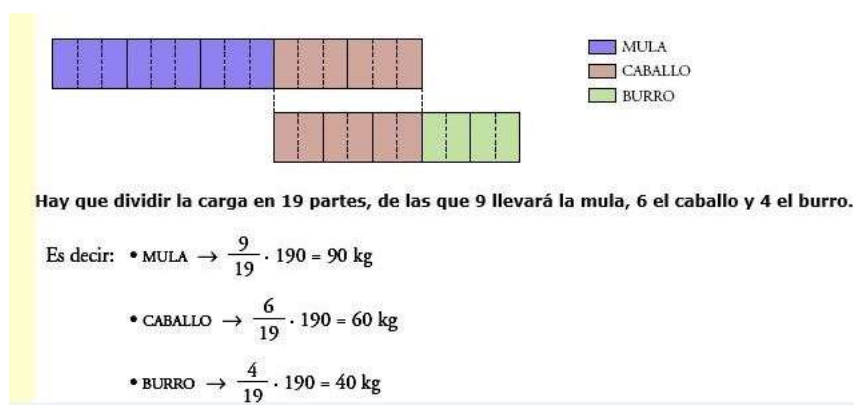 MULA
CABALLO
BURRO
Hay que dividir la carga en 19 partes, de las que 9 llevará la mula, 6 el caballo y 4 el burro.
Es decir: • MULA → 9/19 · 190 = 90 kg
• CABALLO → 6/19 · 190 = 60 kg
• BURRO → 4/19 · 190 = 40 kg